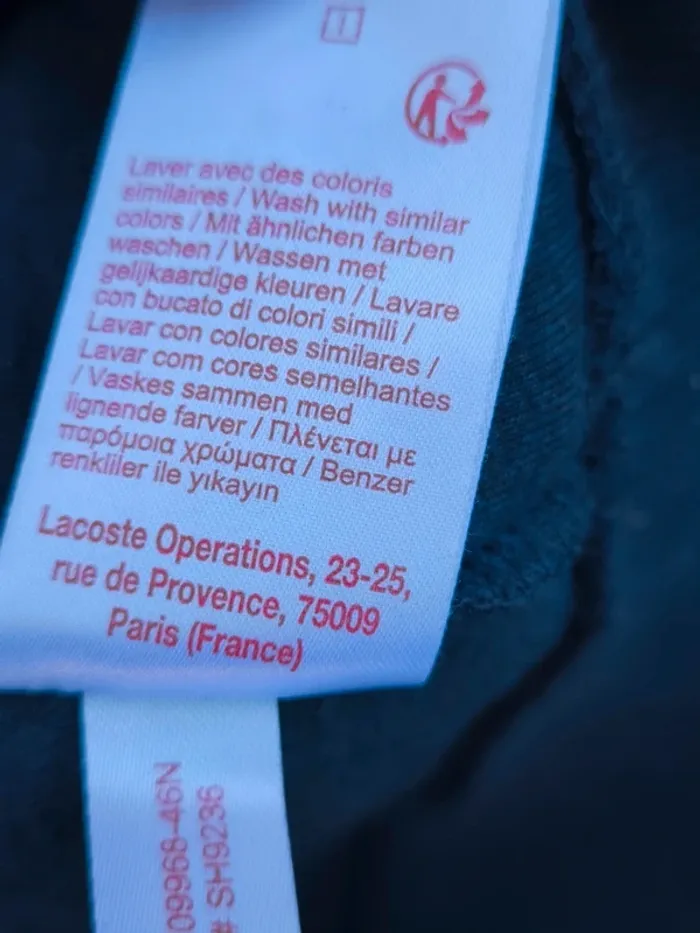 Laver avec des coloris
similaires / Wash with similar
colors / Mit ähnlichen farben
waschen / Wassen met
gelijkaardige kleuren / Lavare
con bucato di colori simili /
Lavar con colores similares /
Lavar com cores semelhantes
/ Vaskes sammen med
lignende farver / Πλένεται με
παρόμοια χρώματα / Benzer
renkliler ile yıkayın
Lacoste Operations, 23-25,
rue de Provence, 75009
Paris (France)
09968-46N
# SH9236